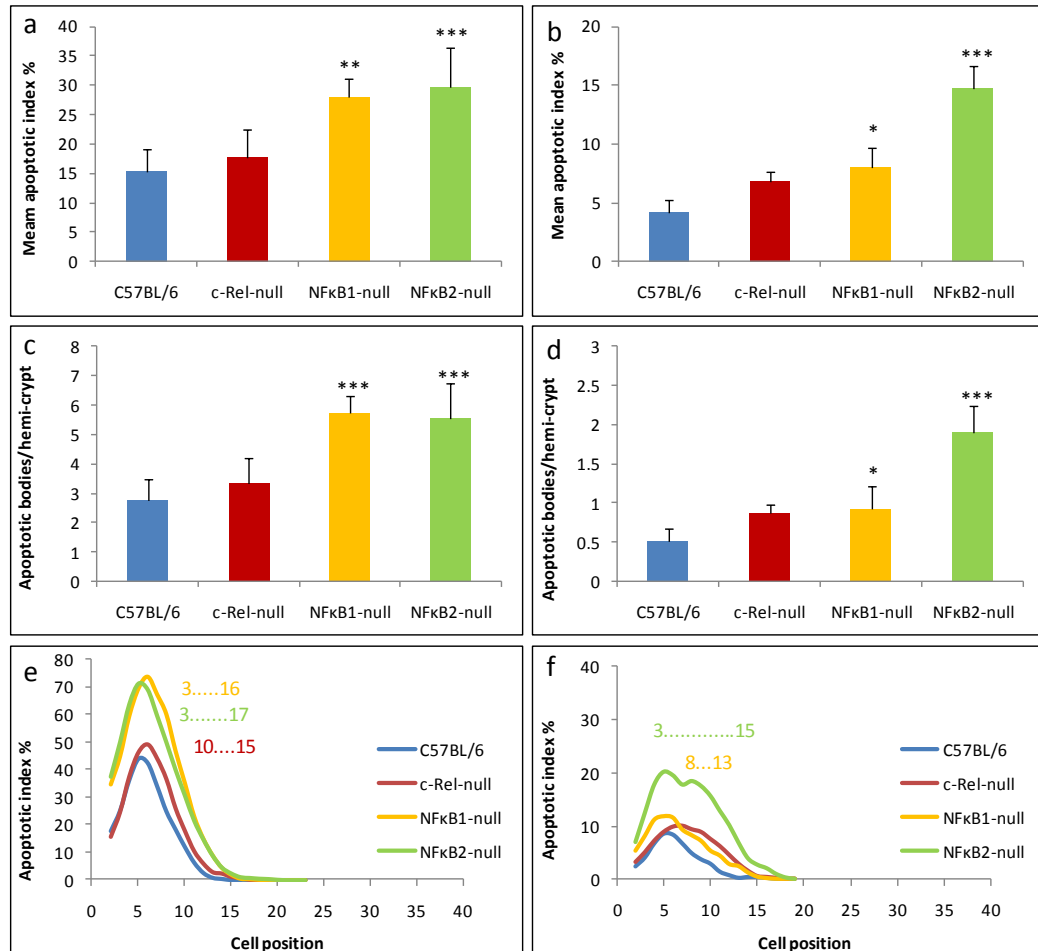 a
Meam apoptotic index %
40
35
30
25
20
15
10
5
0
**
***
C57BL/6 c-Rel-null NFκB1-null NFκB2-null
b
Mean apoptotic index %
20
15
10
5
0
*
***
C57BL/6 c-Rel-null NFκB1-null NFκB2-null
c
Apoptotic bodies/hemi-crypt
8
7
6
5
4
3
2
1
0
***
***
C57BL/6 c-Rel-null NFκB1-null NFκB2-null
d
Apoptotic bodies/hemi-crypt
3
2.5
2
1.5
1
0.5
0
*
***
C57BL/6 c-Rel-null NFκB1-null NFκB2-null
e
Apoptotic index %
80
70
60
50
40
30
20
10
0
3.....16
3.......17
10....15
C57BL/6
c-Rel-null
NFκB1-null
NFκB2-null
0 5 10 15 20 25 30 35 40
Cell position
f
Apoptotic index %
40
30
20
10
0
3............15
8...13
C57BL/6
c-Rel-null
NFκB1-null
NFκB2-null
0 5 10 15 20 25 30 35 40
Cell position